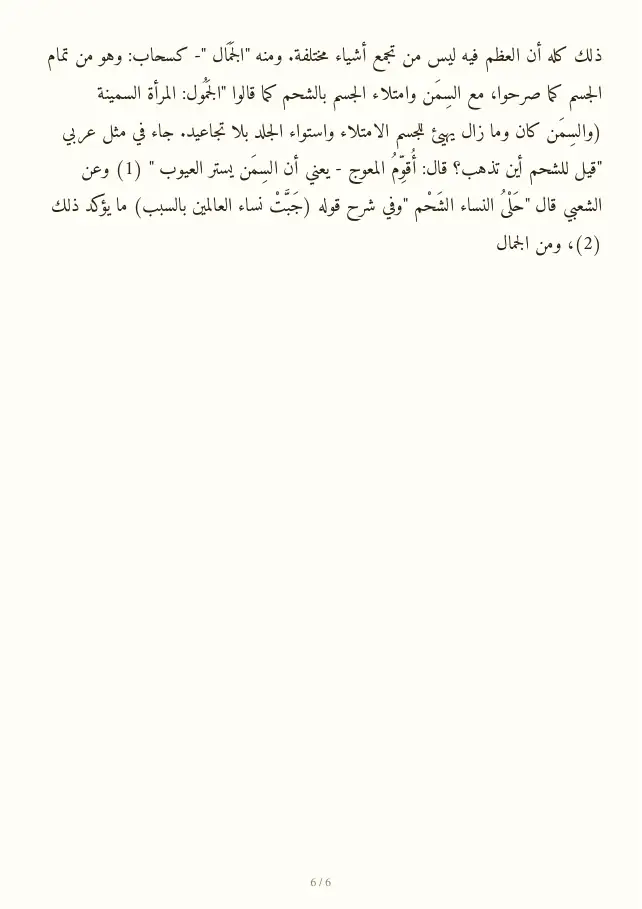 ذلك كله أن العظم فيه ليس من تجمع أشياء مختلفة. ومنه "الجَمَال "- كسحاب: وهو من تمام
الجسم كما صرحوا، مع السِمَن وامتلاء الجسم بالشحم كما قالوا "الجَمُول: المرأة السمينة
(والسِمَن كان وما زال يهيئ للجسم الامتلاء واستواء الجلد بلا تجاعيد. جاء في مثل عربي
"قيل للشحم أين تذهب؟ قال: أُقوِّمُ المعوج - يعني أن السِمَن يستر العيوب " (1) وعن
الشعبي قال "حَلْىُ النساء الشَحْم "وفي شرح قوله (جَبَّتْ نساء العالمين بالسبب) ما يؤكد ذلك
(2)، ومن الجمال
6 / 6